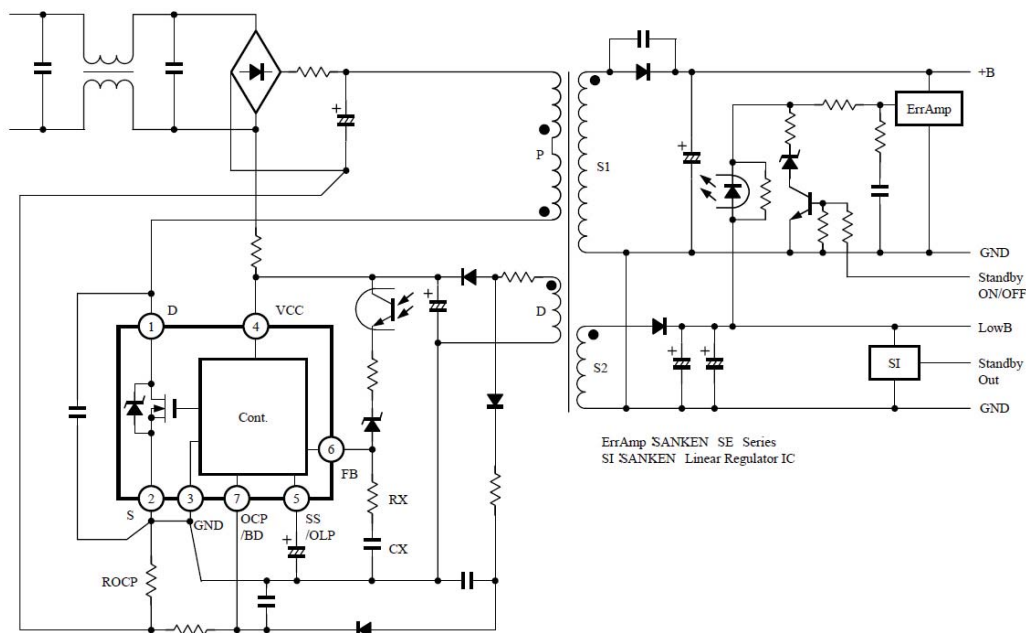 +B
ErrAmp
P
S1
GND
Standby
ON/OFF
D
VCC
D
LowB
1
4
S2
SI
Standby
Out
Cont.
GND
6
FB
ErrAmp:SANKEN SE Series
SI:SANKEN Linear Regulator IC
2
3
7
5
RX
S
GND
OCP
/BD
SS
/OLP
CX
ROCP
+
+
+
+
+
+